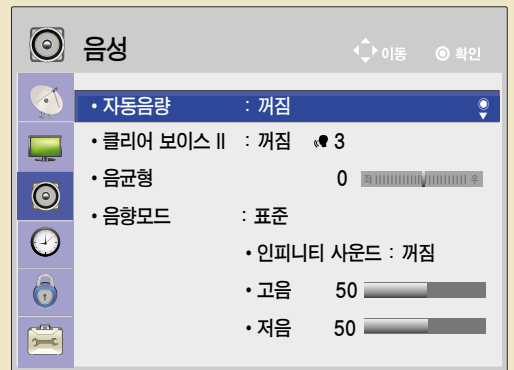 음성 이동 확인
• 자동음량 : 꺼짐
• 클리어 보이스 II : 꺼짐 3
• 음균형 0 좌 우
• 음향모드 : 표준
• 인피니티 사운드 : 꺼짐
• 고음 50
• 저음 50